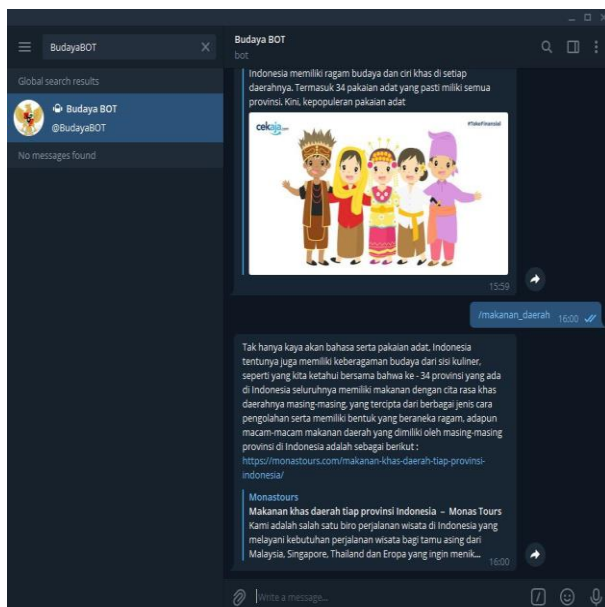 BudayaBOT
Global search results
Budaya BOT
@BudayaBOT
No messages found
Budaya BOT
bot
Indonesia memiliki ragam budaya dan ciri khas di setiap
daerahnya. Termasuk 34 pakaian adat yang pasti miliki semua
provinsi. Kini, kepopuleran pakaian adat
cekaja.com
#TakeFinansial
15:59
/makanan_daerah 16:00
Tak hanya kaya akan bahasa serta pakaian adat, Indonesia
tentunya juga memiliki keberagaman budaya dari sisi kuliner,
seperti yang kita ketahui bersama bahwa ke - 34 provinsi yang ada
di Indonesia seluruhnya memiliki makanan dengan cita rasa khas
daerahnya masing-masing, yang tercipta dari berbagai jenis cara
pengolahan serta memiliki bentuk yang beraneka ragam, adapun
macam-macam makanan daerah yang dimiliki oleh masing-masing
provinsi di Indonesia adalah sebagai berikut :
https://monastours.com/makanan-khas-daerah-tiap-provinsi-
indonesia/
Monastours
Makanan khas daerah tiap provinsi Indonesia – Monas Tours
Kami adalah salah satu biro perjalanan wisata di Indonesia yang
melayani kebutuhan perjalanan wisata bagi tamu asing dari
Malaysia, Singapore, Thailand dan Eropa yang ingin menik...
16:00
Write a message...